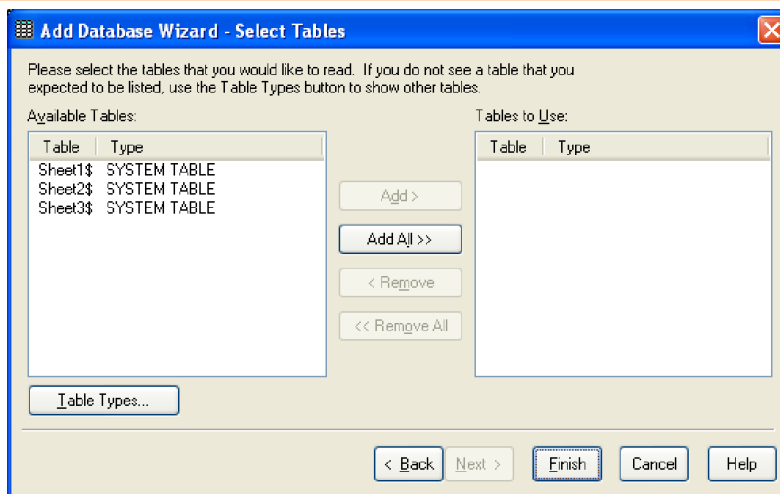 Add Database Wizard - Select Tables
Please select the tables that you would like to read. If you do not see a table that you
expected to be listed, use the Table Types button to show other tables.
Available Tables:
Table Type
Sheet1$ SYSTEM TABLE
Sheet2$ SYSTEM TABLE
Sheet3$ SYSTEM TABLE
Add >
Add All >>
< Remove
<< Remove All
Tables to Use:
Table Type
Table Types...
< Back Next > Finish Cancel Help